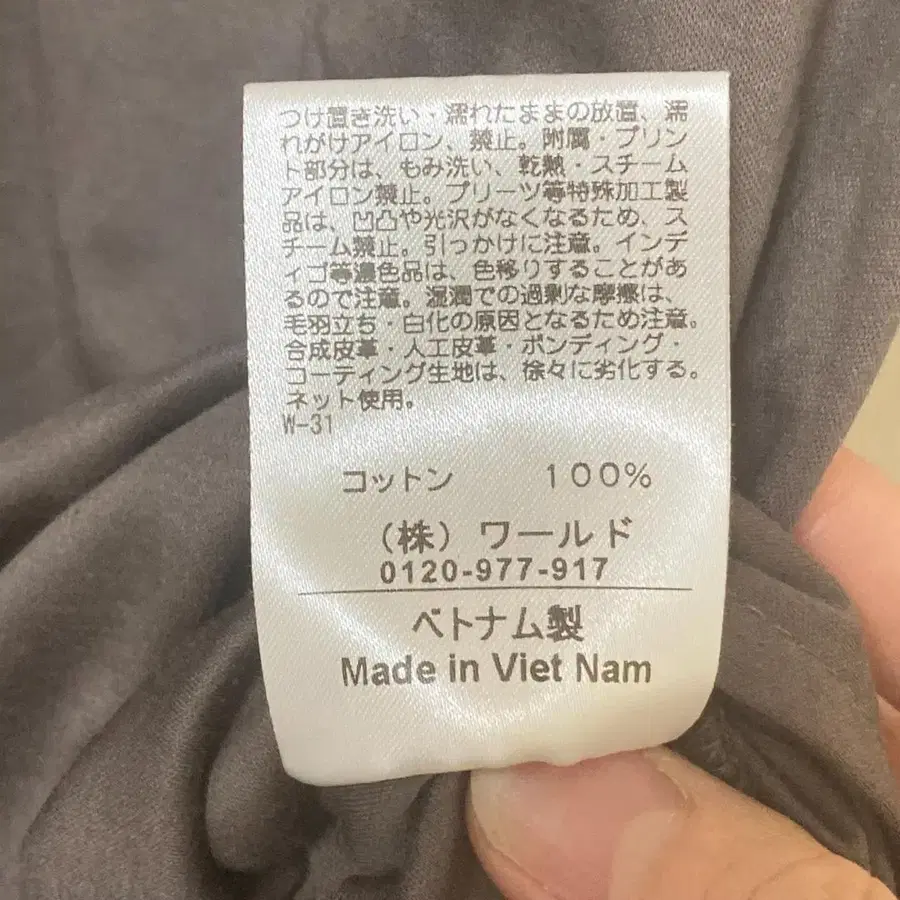 つけ置き洗い・濡れたままの放置、濡
れがけアイロン、禁止。附属・プリン
ト部分は、もみ洗い、乾熱・スチーム
アイロン禁止。プリーツ等特殊加工製
品は、凹凸や光沢がなくなるため、ス
チーム禁止。引っかけに注意。インデ
ィゴ等濃色品は、色移りすることがあ
るので注意。湿潤での過剰な摩擦は、
毛羽立ち・白化の原因となるため注意。
合成皮革・人工皮革・ボンディング・
コーティング生地は、徐々に劣化する。
ネット使用。
W-31
コットン 100%
(株) ワールド
0120-977-917
ベトナム製
Made in Viet Nam